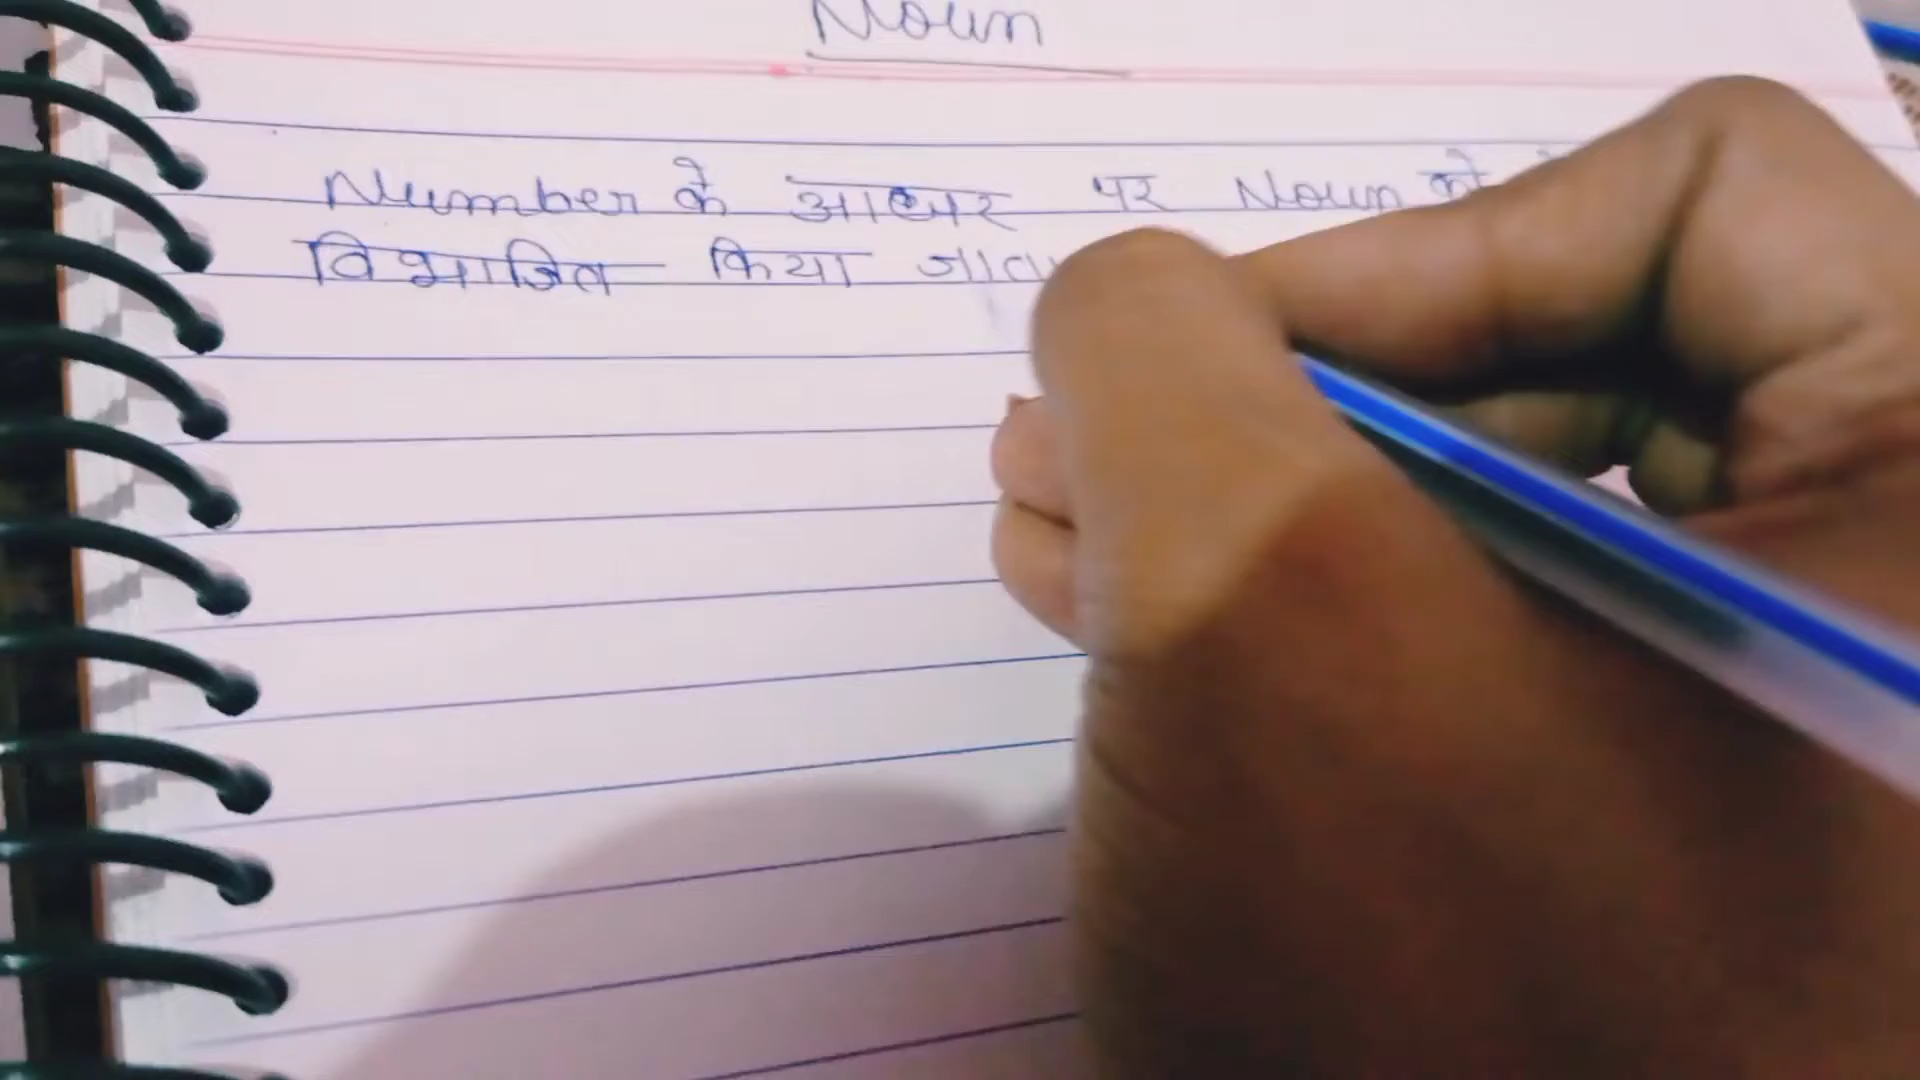 Noun
Number के आधार पर Noun को
विभाजित किया जाता